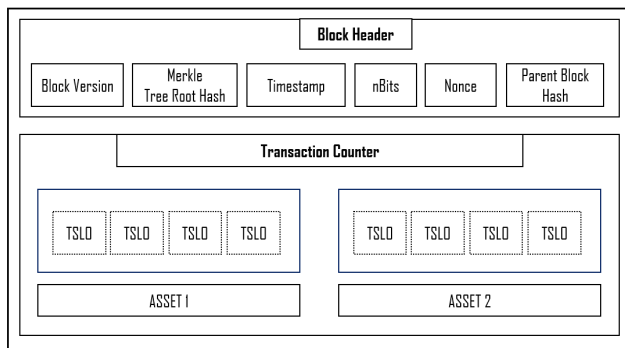 Block Header
Block Version
Merkle
Tree Root Hash
Timestamp
nBits
Nonce
Parent Block
Hash
Transaction Counter
TSLO TSLO TSLO TSLO
TSLO TSLO TSLO TSLO
ASSET 1
ASSET 2